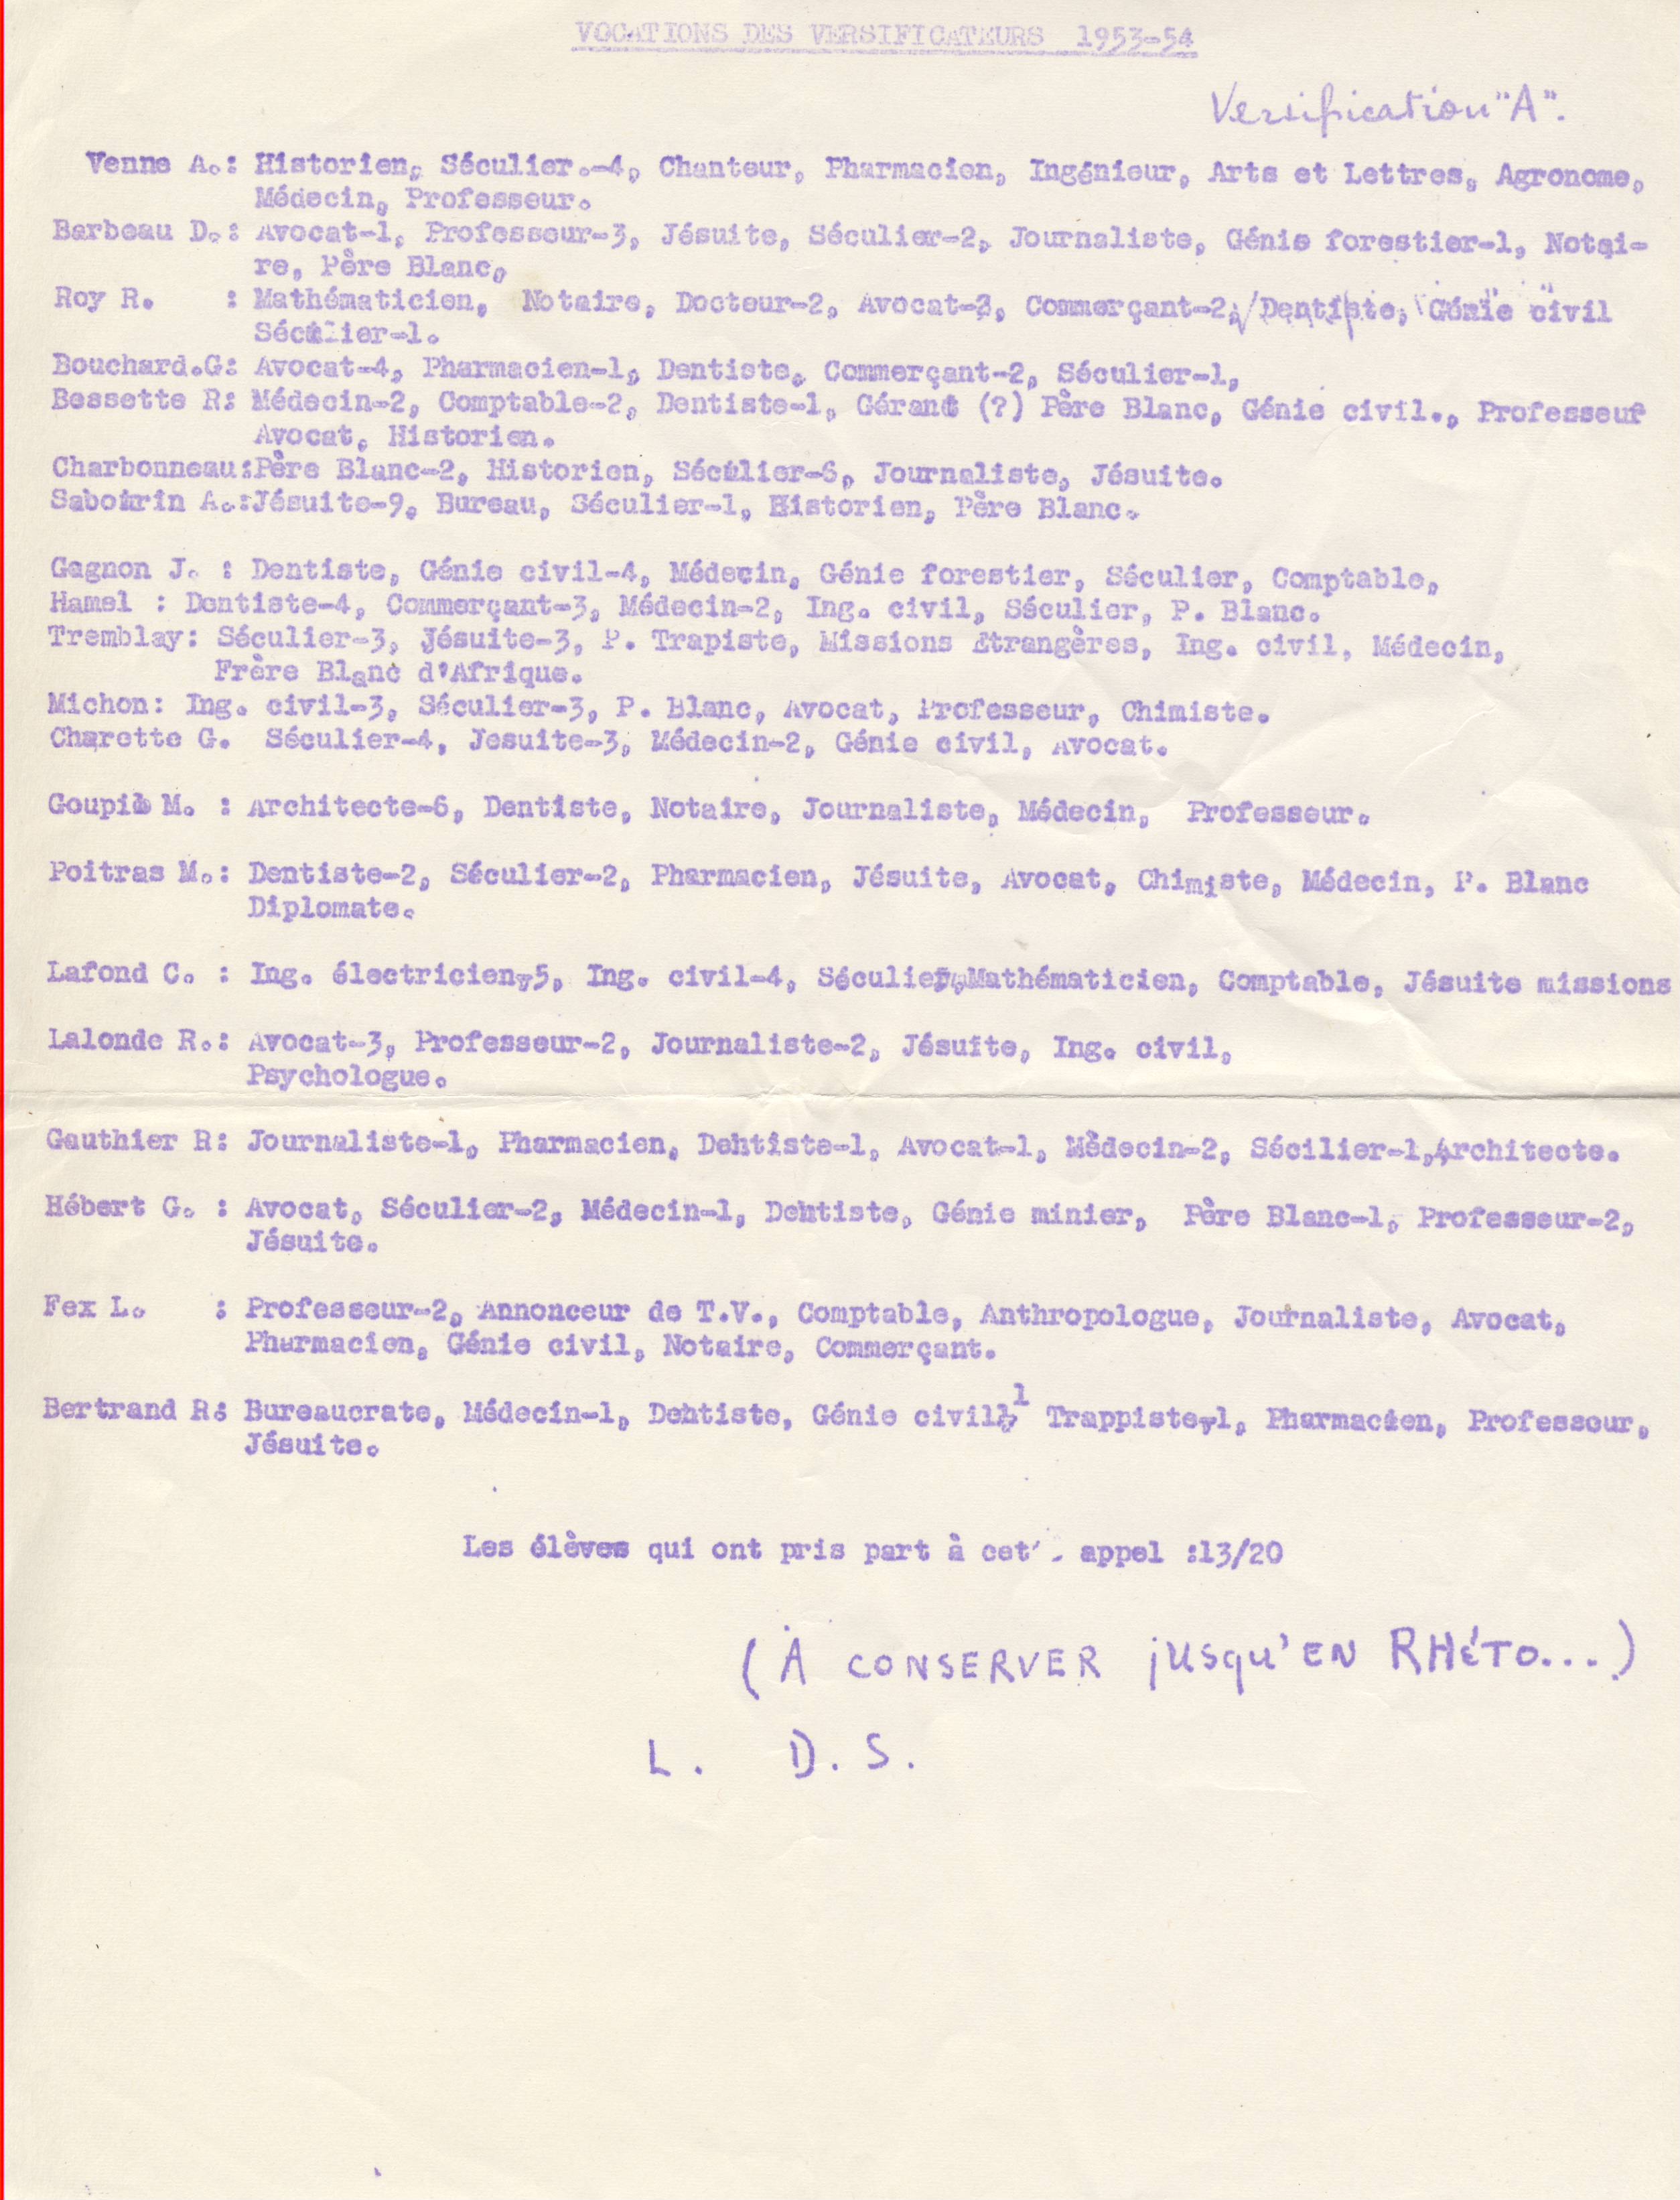 VOCATIONS DES VERSIFICATEURS 1953-54
Versification "A".
Venne A.: Historien, Séculier.-4, Chanteur, Pharmacien, Ingénieur, Arts et Lettres, Agronome,
Médecin, Professeur.
Barbeau D.: Avocat-1, Professeur-3, Jésuite, Séculier-2, Journaliste, Génie forestier-1, Notai-
re, Père Blanc,
Roy R. : Mathématicien, Notaire, Docteur-2, Avocat-3, Commerçant-2, Dentiste, Génie civil
Séculier-1.
Bouchard.G: Avocat-4, Pharmacien-1, Dentiste, Commerçant-2, Séculier-1,
Bessette R: Médecin-2, Comptable-2, Dentiste-1, Gérant (?) Père Blanc, Génie civil., Professeur
Avocat, Historien.
Charbonneau:Père Blanc-2, Historien, Séculier-6, Journaliste, Jésuite.
Sabourin A.:Jésuite-9, Bureau, Séculier-1, Historien, Père Blanc.
Gagnon J. : Dentiste, Génie civil-4, Médecin, Génie forestier, Séculier, Comptable,
Hamel : Dentiste-4, Commerçant-3, Médecin-2, Ing. civil, Séculier, P. Blanc.
Tremblay: Séculier-3, Jésuite-3, P. Trapiste, Missions Étrangères, Ing. civil, Médecin,
Frère Blanc d'Afrique.
Michon: Ing. civil-3, Séculier-3, P. Blanc, Avocat, Professeur, Chimiste.
Charette G. Séculier-4, Jesuite-3, Médecin-2, Génie civil, Avocat.
Goupil M. : Architecte-6, Dentiste, Notaire, Journaliste, Médecin, Professeur.
Poitras M.: Dentiste-2, Séculier-2, Pharmacien, Jésuite, Avocat, Chimiste, Médecin, P. Blanc
Diplomate.
Lafond C. : Ing. électricien-5, Ing. civil-4, Séculier, Mathématicien, Comptable, Jésuite missions
Lalonde R.: Avocat-3, Professeur-2, Journaliste-2, Jésuite, Ing. civil,
Psychologue.
Gauthier R: Journaliste-1, Pharmacien, Dentiste-1, Avocat-1, Mèdecin-2, Sécilier-1,Architecte.
Hébert G. : Avocat, Séculier-2, Médecin-1, Dentiste, Génie minier, Père Blanc-1, Professeur-2,
Jésuite.
Fex L. : Professeur-2, Annonceur de T.V., Comptable, Anthropologue, Journaliste, Avocat,
Pharmacien, Génie civil, Notaire, Commerçant.
Bertrand R: Bureaucrate, Médecin-1, Dentiste, Génie civil, 1 Trappiste-1, Pharmacien, Professeur,
Jésuite.
Les élèves qui ont pris part à cet appel :13/20
(À CONSERVER jUSqU'EN RHÉTO...)
L. D.S.